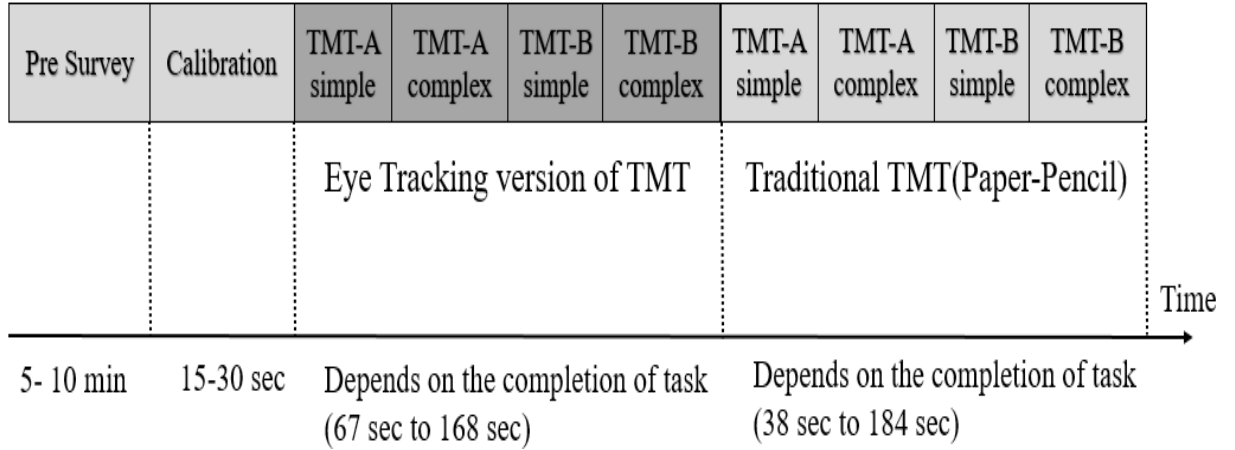 Pre Survey
Calibration
TMT-A
simple
TMT-A
complex
TMT-B
simple
TMT-B
complex
TMT-A
simple
TMT-A
complex
TMT-B
simple
TMT-B
complex
Eye Tracking version of TMT
Traditional TMT(Paper-Pencil)
Time
5- 10 min
15-30 sec
Depends on the completion of task
(67 sec to 168 sec)
Depends on the completion of task
(38 sec to 184 sec)